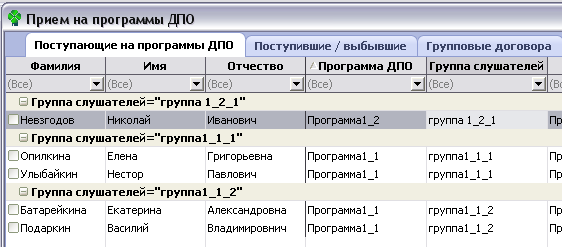 Прием на программы ДПО
Поступающие на программы ДПО Поступившие / выбывшие Групповые договора
Фамилия Имя Отчество Программа ДПО Группа слушателей
(Все) (Все) (Все) (Все) (Все)
Группа слушателей="группа 1_2_1"
Невзгодов Николай Иванович Программа1_2 группа 1_2_1 Пр
Группа слушателей="группа1_1_1"
Опилкина Елена Григорьевна Программа1_1 группа1_1_1 Пр
Улыбайкин Нестор Павлович Программа1_1 группа1_1_1 Пр
Группа слушателей="группа1_1_2"
Батарейкина Екатерина Александровна Программа1_1 группа1_1_2 Пр
Подаркин Василий Владимирович Программа1_1 группа1_1_2 Пр